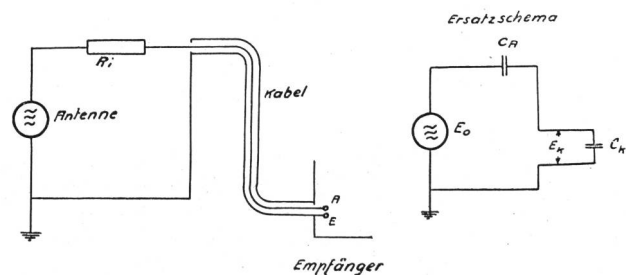 Ersatzschema
CA
Ri
Kabel
Antenne
Eo
Ek
Ck
A
E
Empfänger